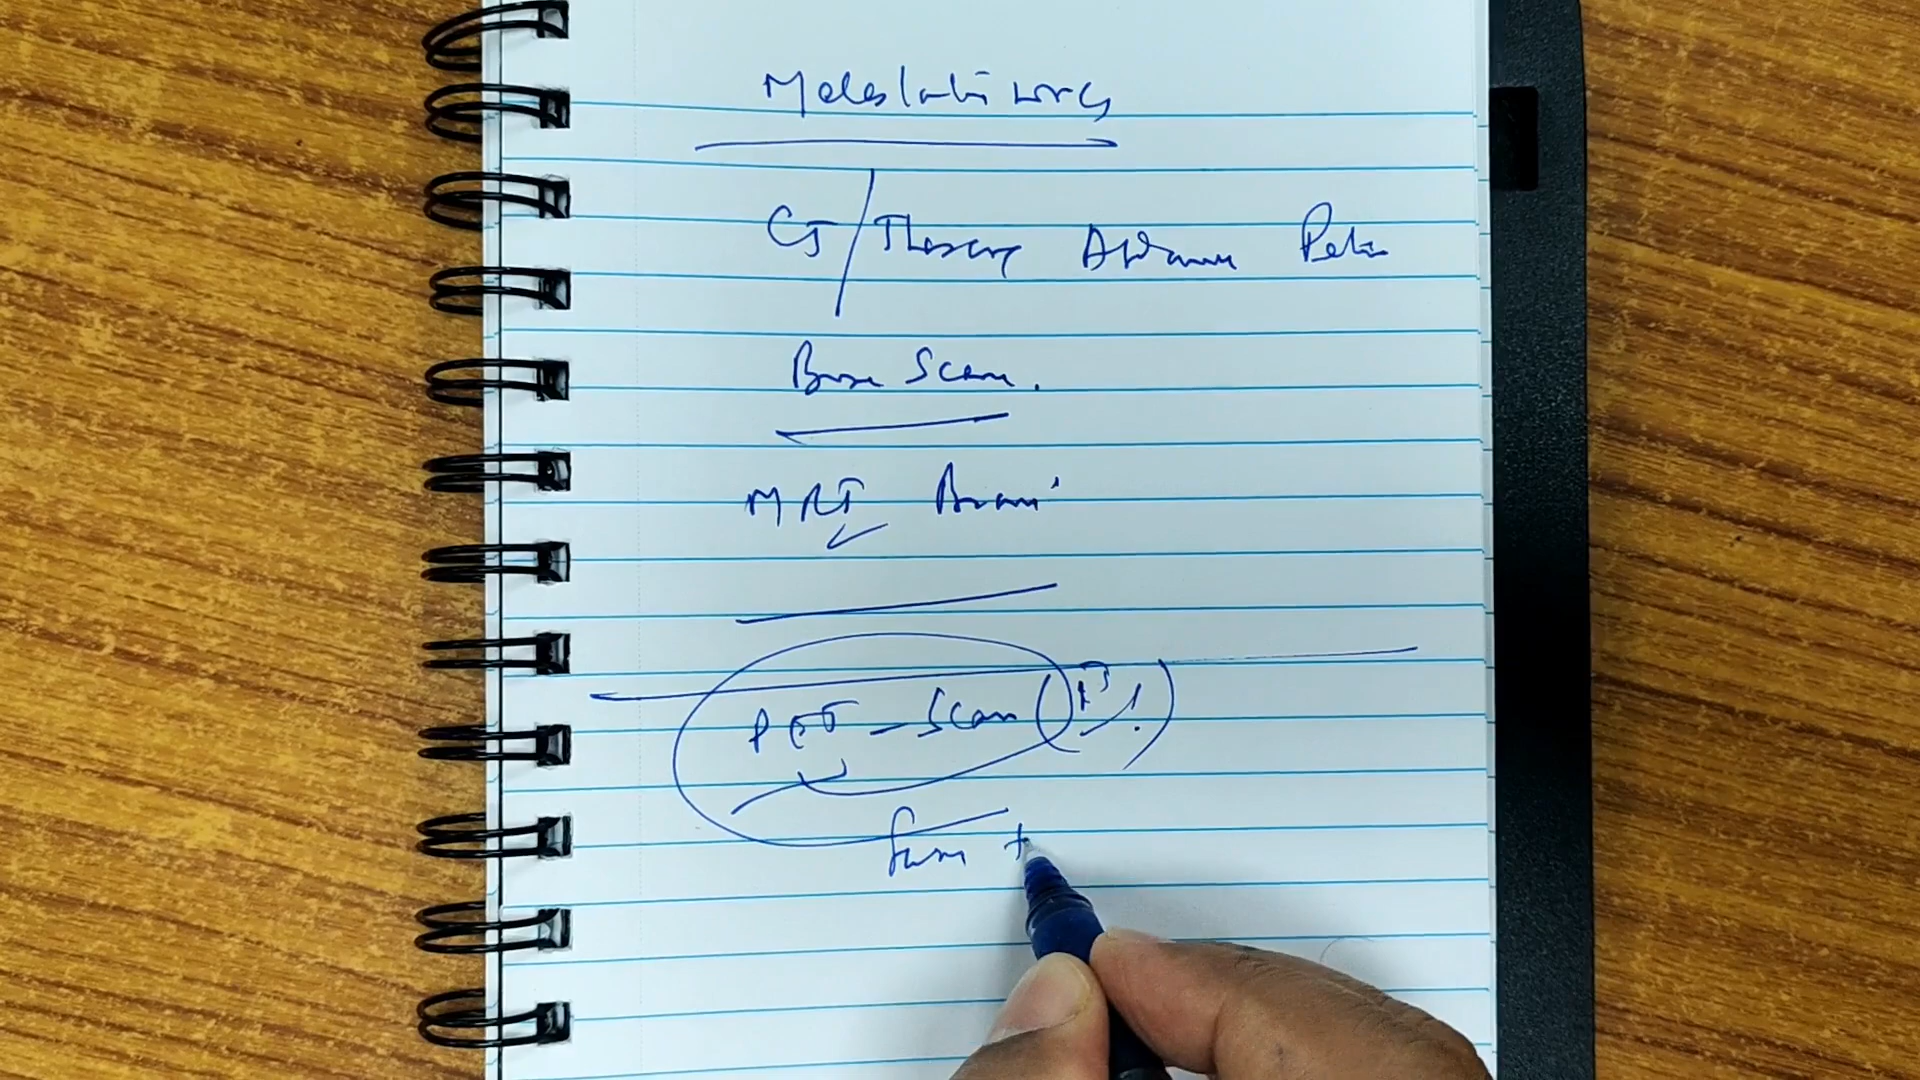 Metastatic work
CT / Thorax Abdomen Pelvis
Bone Scan.
MRI Brain
PET - Scan